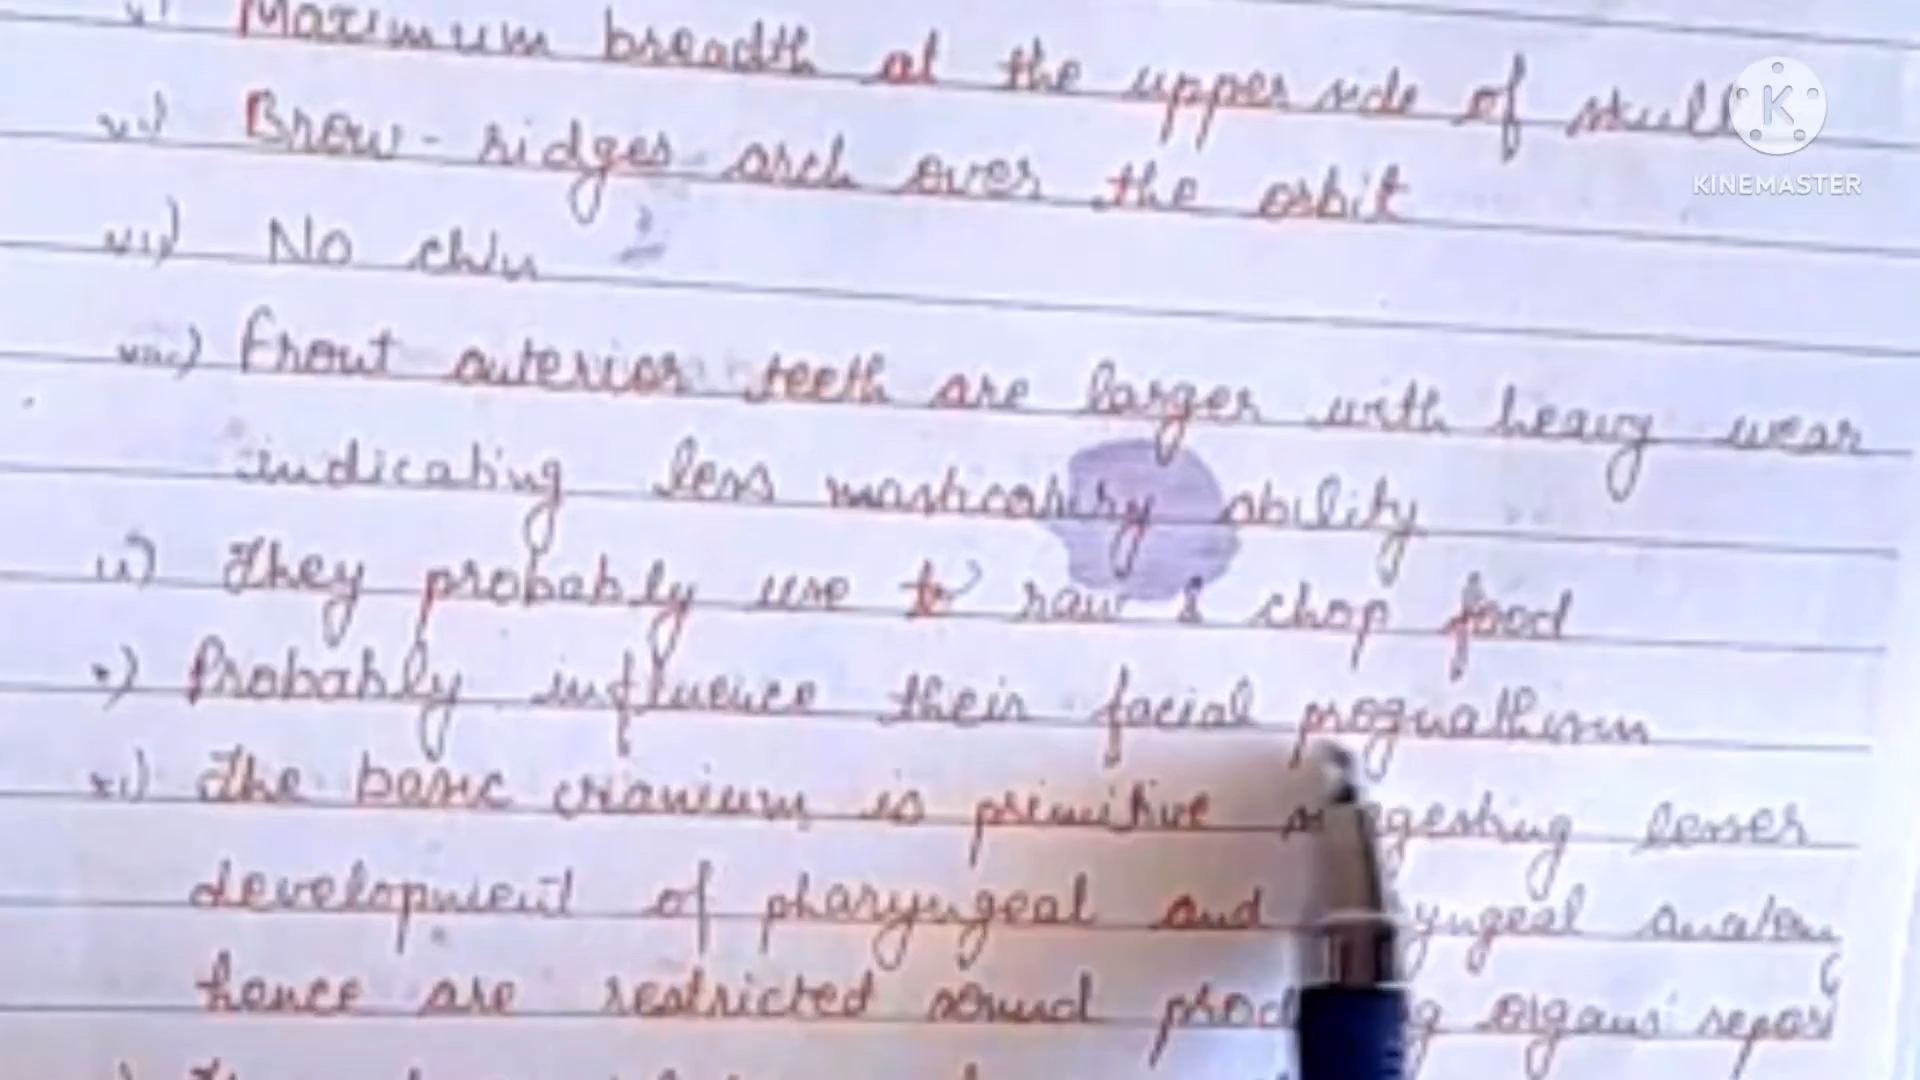 v) Maximum breadth at the upper side of skull
vi) Brow-ridges arch over the orbit
vii) No chin
viii) Front anterior teeth are larger with heavy wear
indicating less masticatory ability
ix) They probably use to raw & chop food
x) Probably influence their facial prognathism
xi) The basic cranium is primitive suggesting lesser
development of pharyngeal and
hence are restricted sound organs
KINEMASTER